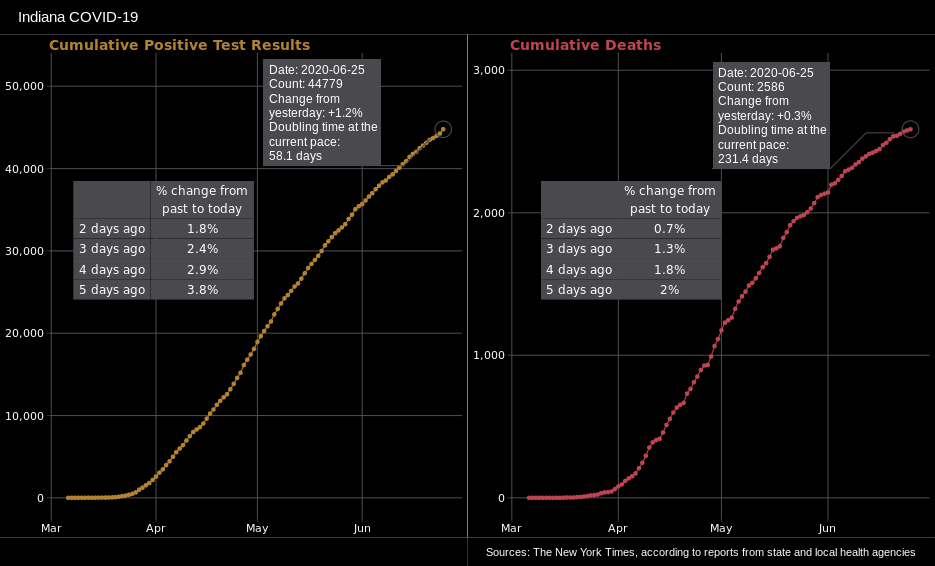 Indiana COVID-19
Cumulative Positive Test Results
Date: 2020-06-25
Count: 44779
Change from
yesterday: +1.2%
Doubling time at the
current pace:
58.1 days
50,000
40,000
30,000
20,000
10,000
0
% change from
past to today
2 days ago 1.8%
3 days ago 2.4%
4 days ago 2.9%
5 days ago 3.8%
Mar Apr May Jun
Cumulative Deaths
Date: 2020-06-25
Count: 2586
Change from
yesterday: +0.3%
Doubling time at the
current pace:
231.4 days
3,000
2,000
1,000
0
% change from
past to today
2 days ago 0.7%
3 days ago 1.3%
4 days ago 1.8%
5 days ago 2%
Mar Apr May Jun
Sources: The New York Times, according to reports from state and local health agencies